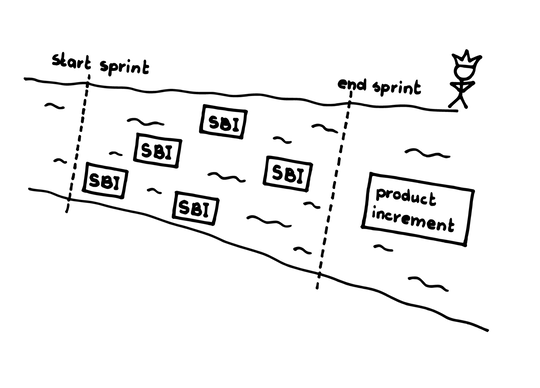 start sprint
end sprint
SBI
SBI
SBI
SBI
SBI
product
increment